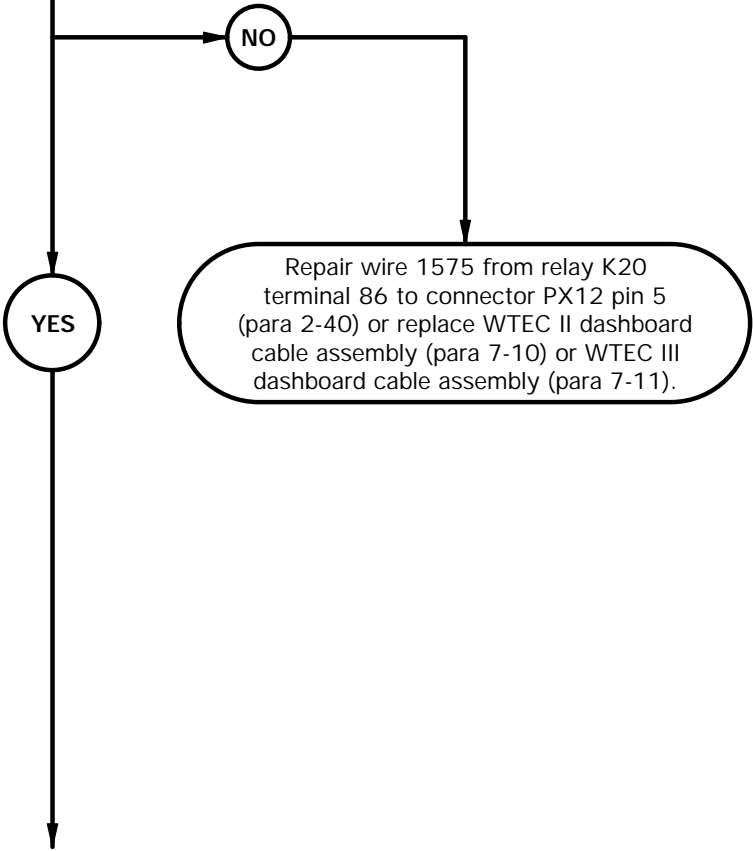 NO
YES
Repair wire 1575 from relay K20
terminal 86 to connector PX12 pin 5
(para 2-40) or replace WTEC II dashboard
cable assembly (para 7-10) or WTEC III
dashboard cable assembly (para 7-11).